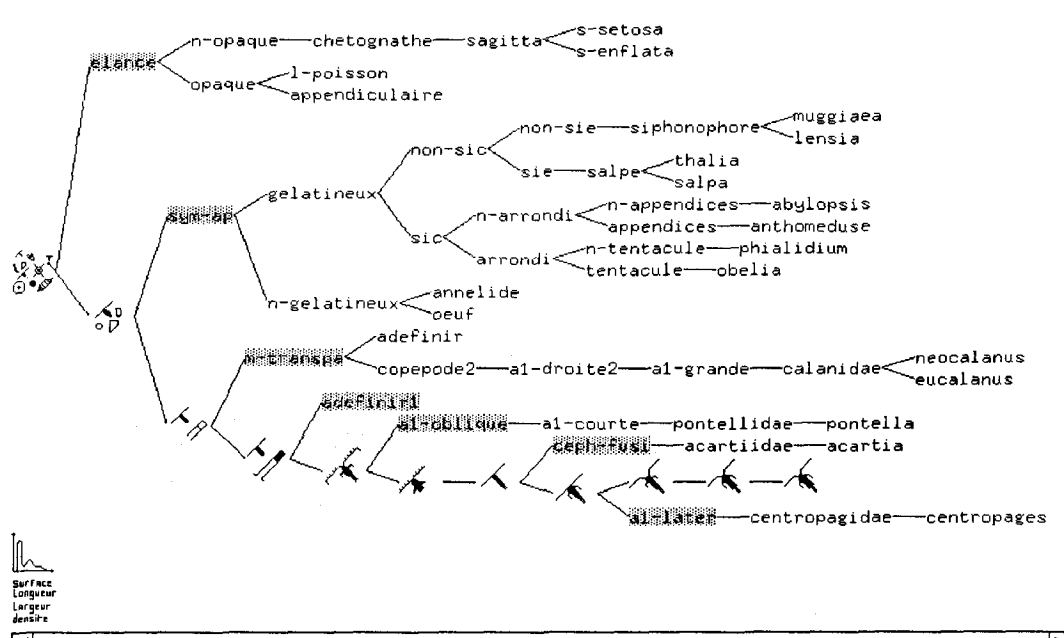 s-setosa
n-opaque chetognathe sagitta
s-enflata
elance
l-poisson
opaque
appendiculaire
muggiaea
non-sie siphonophore
lensia
non-sic
thalia
sie salpe
salpa
gelatineux
n-appendices abylopsis
n-arrondi
appendices anthomeduse
sym-ap
sic
n-tentacule phialidium
arrondi
tentacule obelia
annelide
n-gelatineux
oeuf
adefinir
m-transpa
neocalanus
copepode2 a1-droite2 a1-grande calanidae
eucalanus
adefinir1
a1-oblique a1-courte pontellidae pontella
ceph-fusi acartiidae acartia
a1-later centropagidae centropages
Surface
Longueur
Largeur
densite